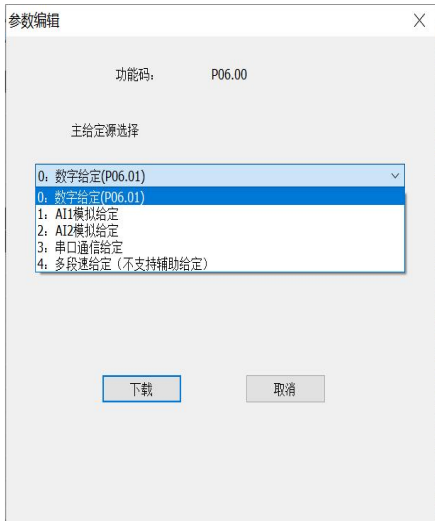 参数编辑
功能码： P06.00
主给定源选择
0：数字给定(P06.01)
0：数字给定(P06.01)
1：AI1模拟给定
2：AI2模拟给定
3：串口通信给定
4：多段速给定（不支持辅助给定）
下载 取消